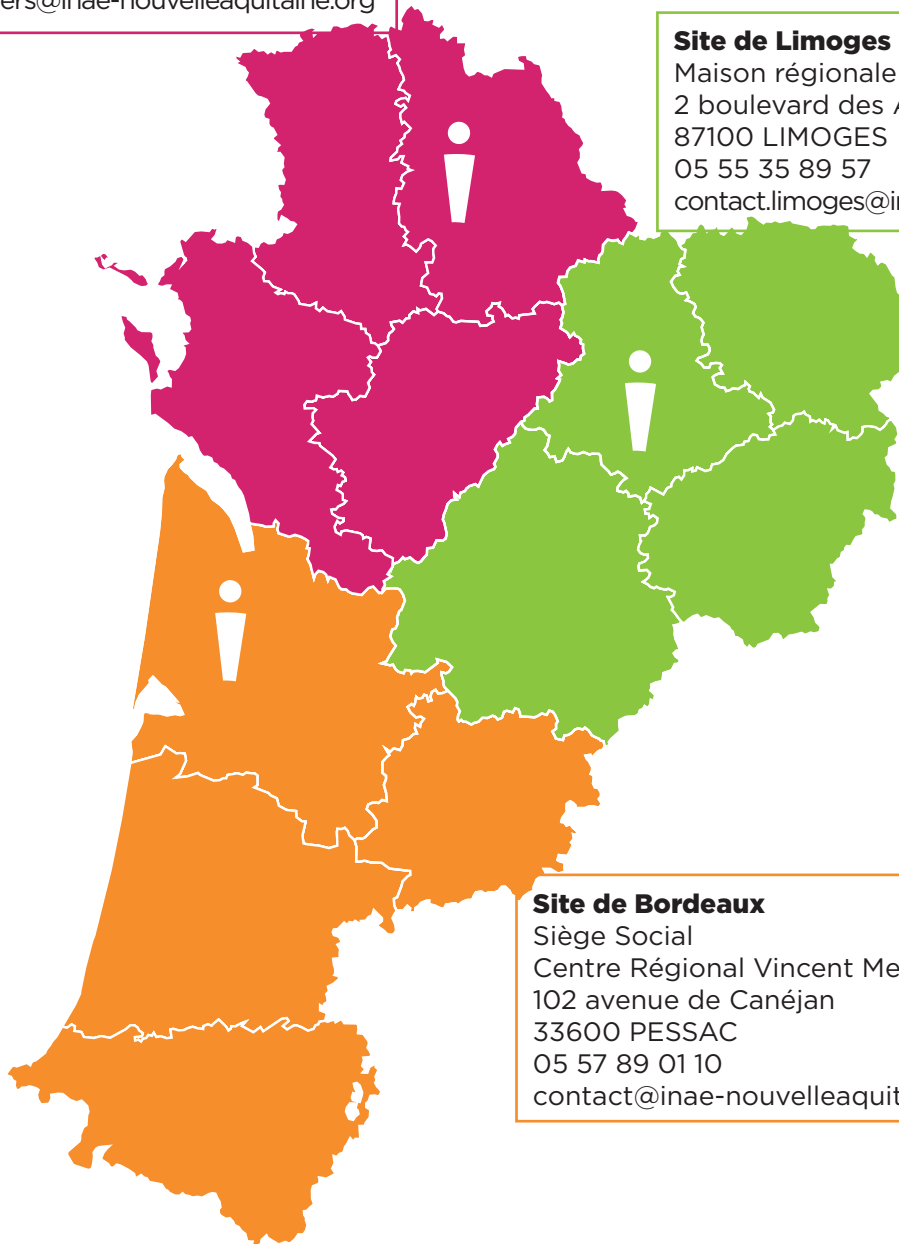 ers@inae-nouvelleaquitaine.org
Site de Limoges
Maison régionale
2 boulevard des
87100 LIMOGES
05 55 35 89 57
contact.limoges@i
Site de Bordeaux
Siège Social
Centre Régional Vincent Me
102 avenue de Canéjan
33600 PESSAC
05 57 89 01 10
contact@inae-nouvelleaquit